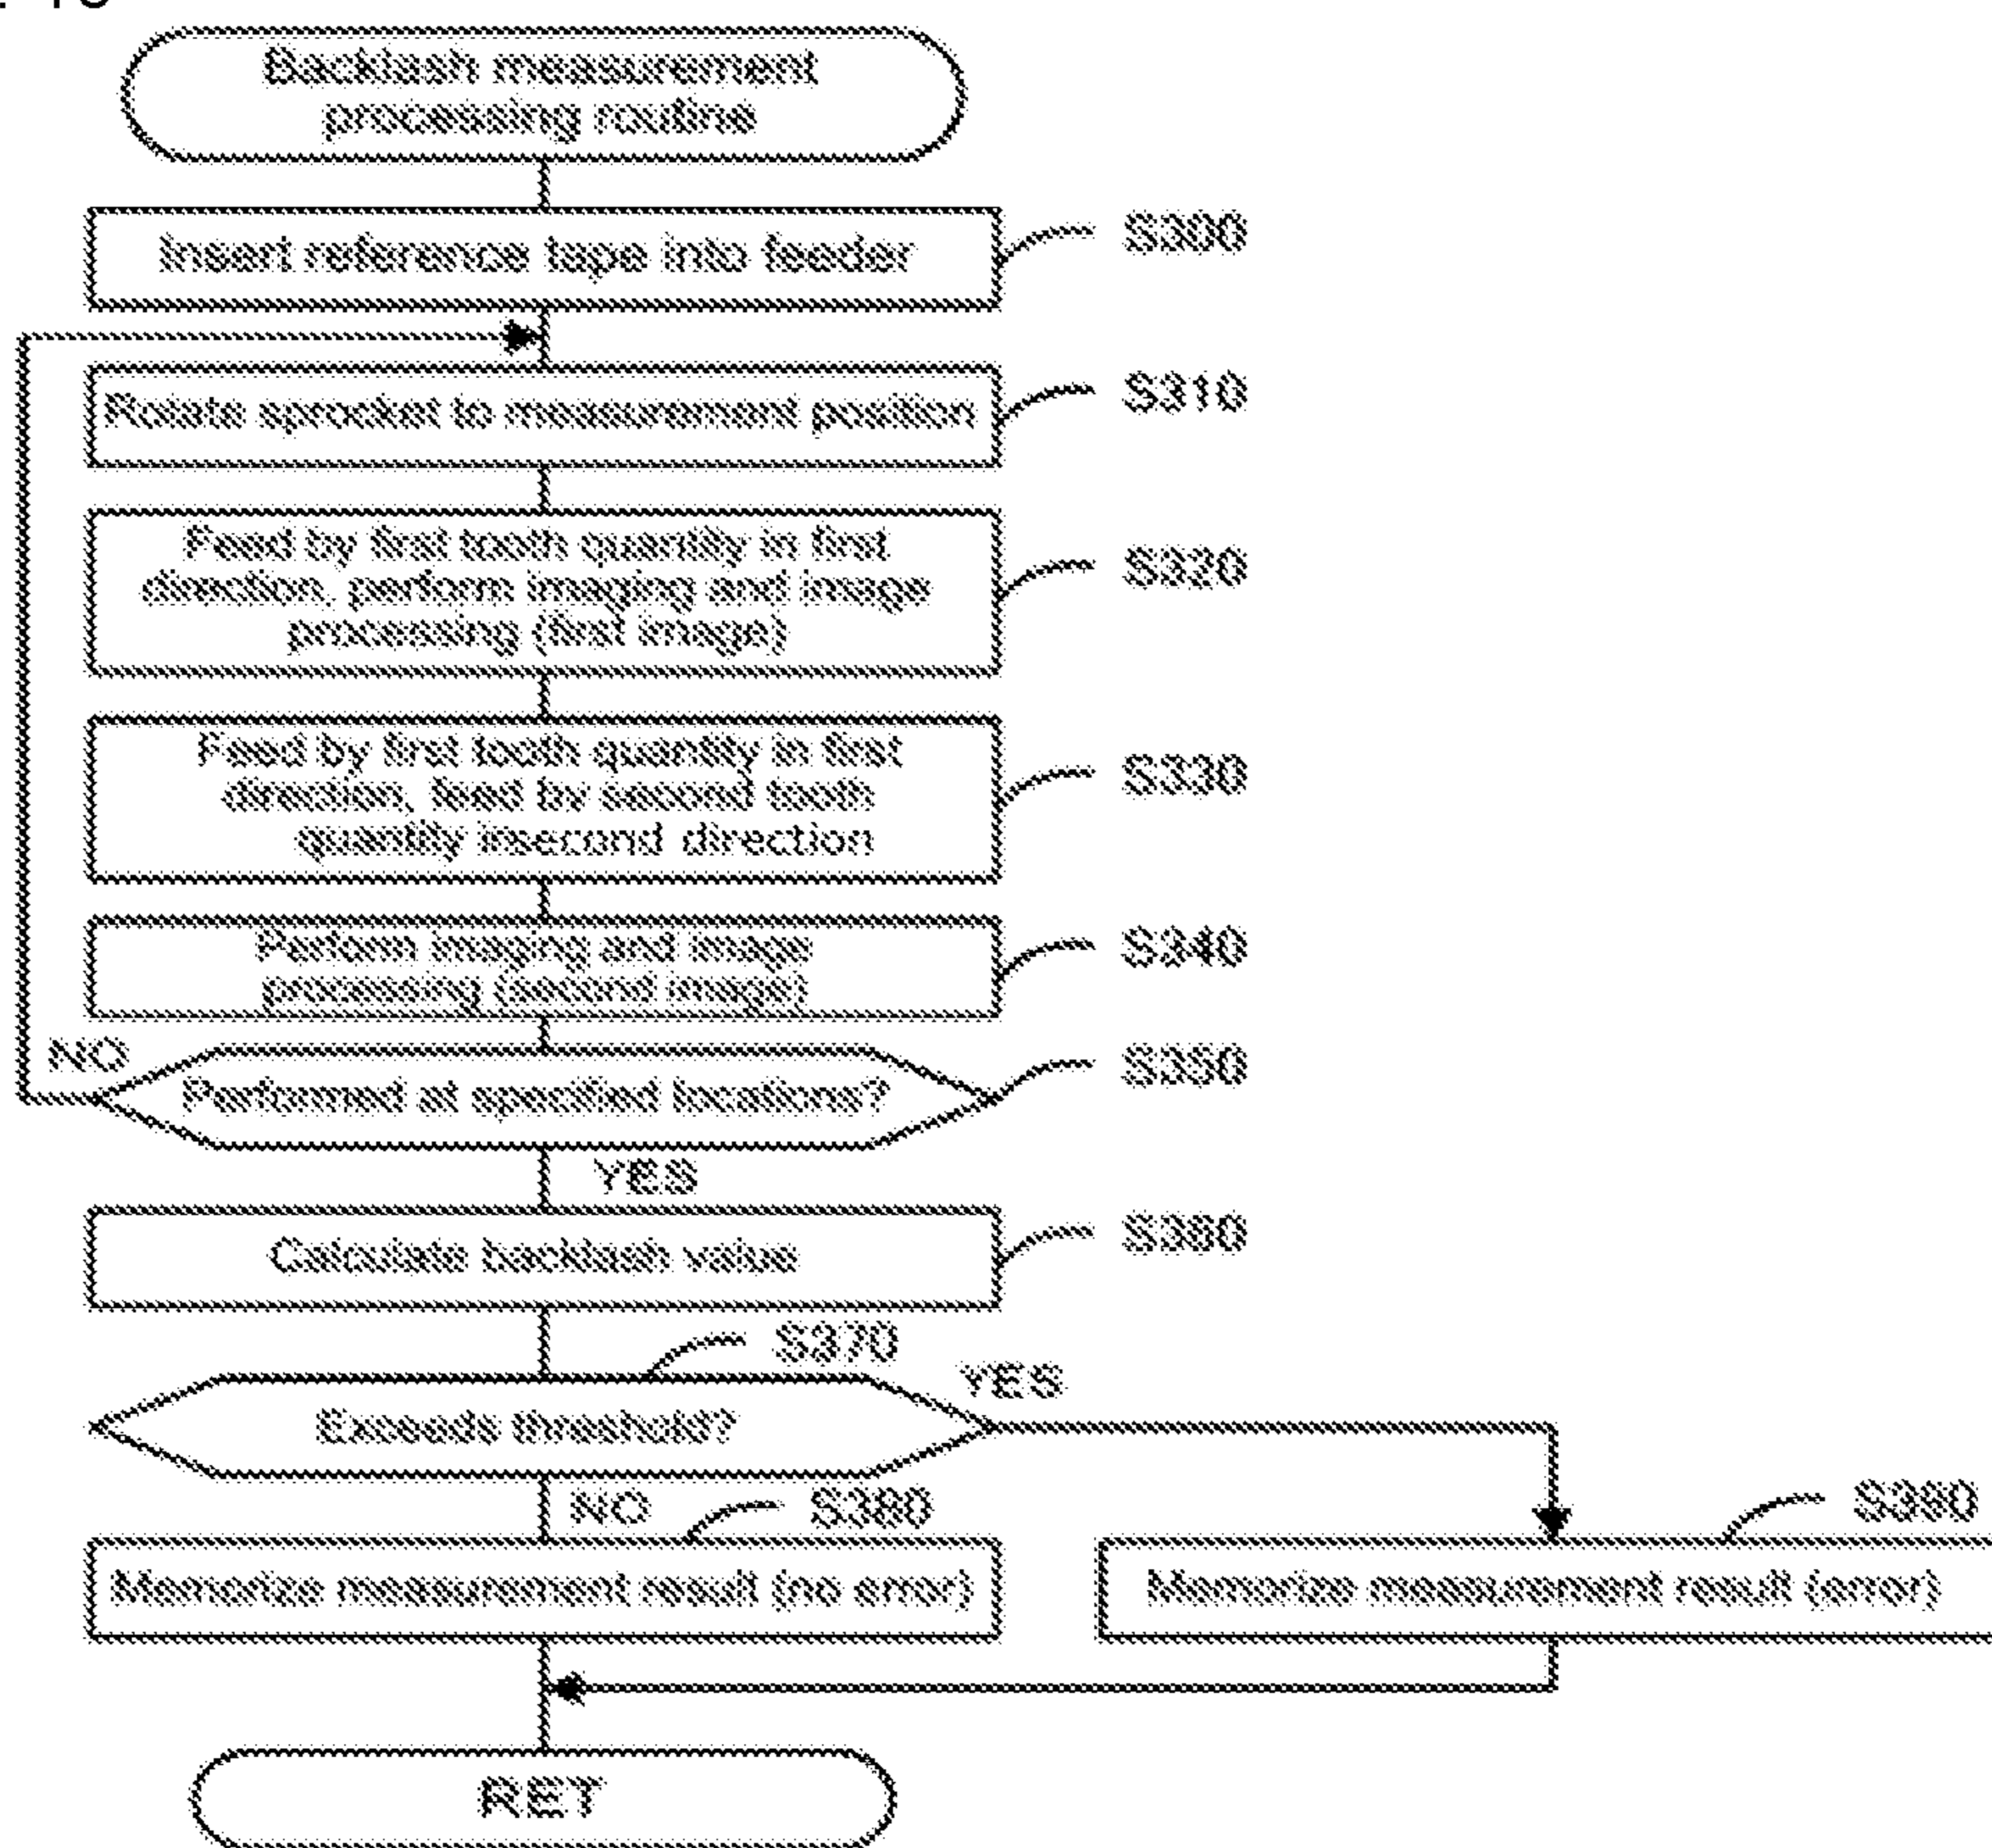 Backlash measurement
processing routine
Insert reference tape into feeder
S300
Rotate sprocket to measurement position
S310
Feed by first tooth quantity in first
direction, perform imaging and image
processing (first image)
S320
Feed by first tooth quantity in first
direction, feed by second tooth
quantity insecond direction
S330
Perform imaging and image
processing (second image)
S340
NO
Performed at specified locations?
S350
YES
Calculate backlash value
S360
S370
YES
Exceeds threshold?
NO
S380
S390
Memorize measurement result (no error)
Memorize measurement result (error)
RET